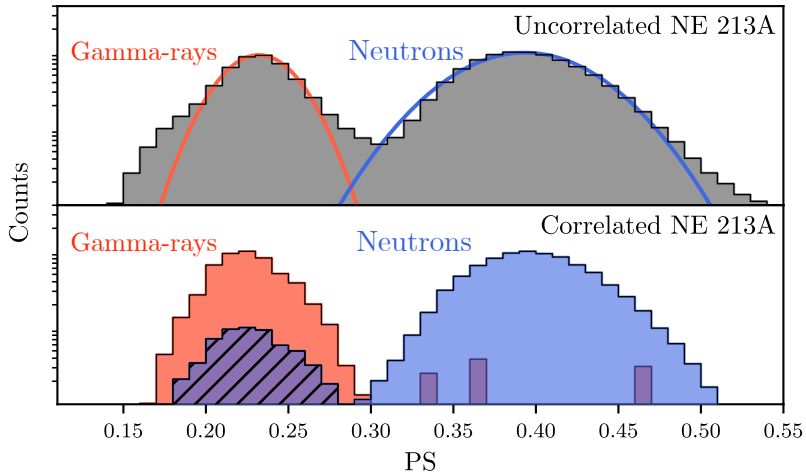 Uncorrelated NE 213A
Gamma-rays
Neutrons
Counts
Correlated NE 213A
Gamma-rays
Neutrons
0.15 0.20 0.25 0.30 0.35 0.40 0.45 0.50 0.55
PS